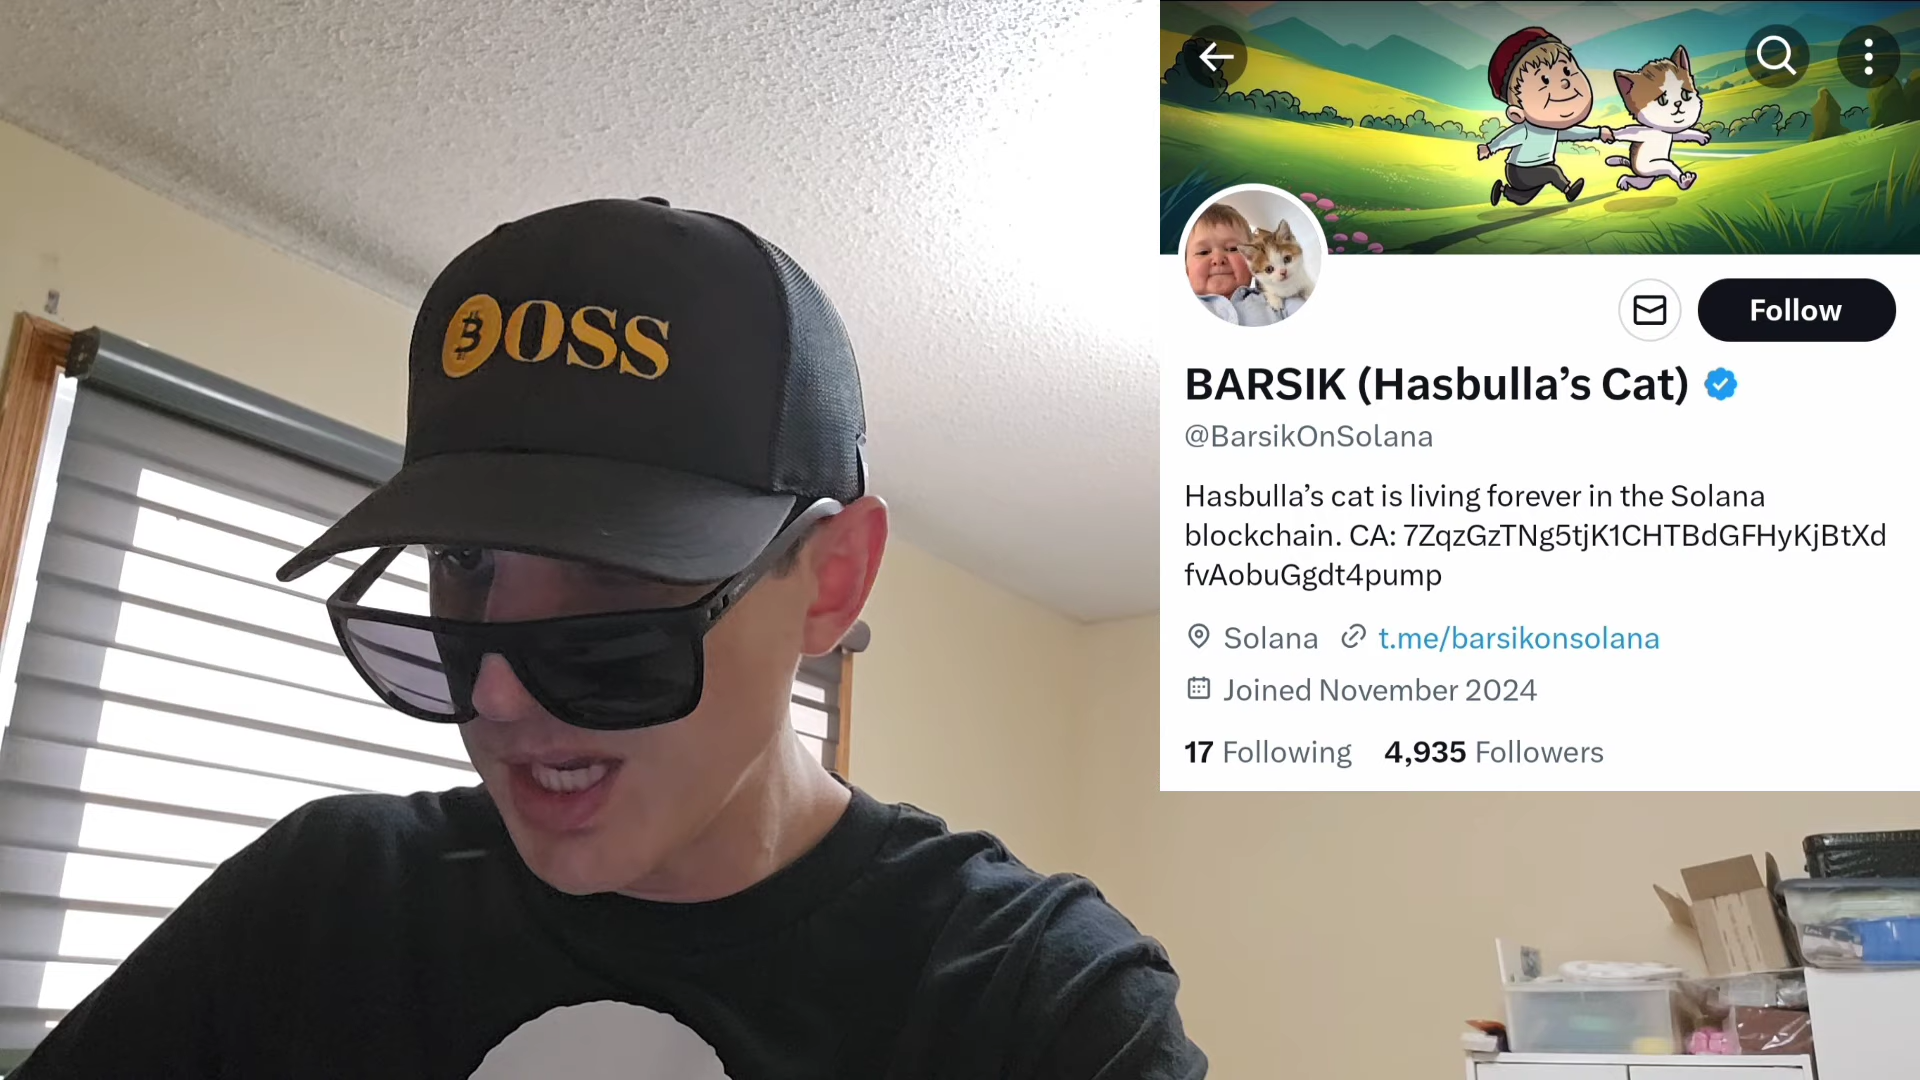 BOSS
BARSIK (Hasbulla’s Cat)
@BarsikOnSolana
Hasbulla’s cat is living forever in the Solana
blockchain. CA: 7ZqzGzTNg5tjK1CHTBdGFHyKjBtXd
fvAobuGgdt4pump
Solana t.me/barsikonsolana
Joined November 2024
17 Following 4,935 Followers
Follow